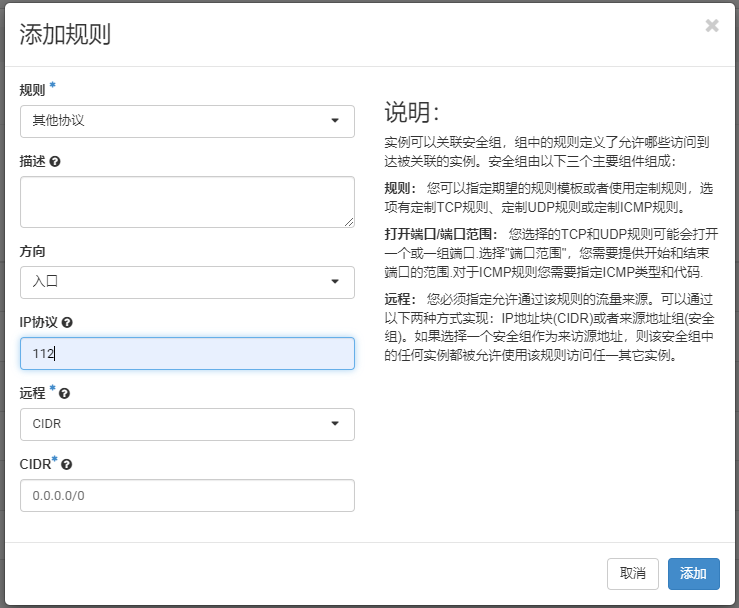 添加规则
×
规则 *
其他协议
描述
方向
入口
IP协议
112
远程 *
CIDR
CIDR*
0.0.0.0/0
说明：
实例可以关联安全组，组中的规则定义了允许哪些访问到
达被关联的实例。安全组由以下三个主要组件组成：
规则： 您可以指定期望的规则模板或者使用定制规则，选
项有定制TCP规则、定制UDP规则或定制ICMP规则。
打开端口/端口范围： 您选择的TCP和UDP规则可能会打开
一个或一组端口.选择"端口范围"，您需要提供开始和结束
端口的范围.对于ICMP规则您需要指定ICMP类型和代码.
远程： 您必须指定允许通过该规则的流量来源。可以通过
以下两种方式实现：IP地址块(CIDR)或者来源地址组(安全
组)。如果选择一个安全组作为来访源地址，则该安全组中
的任何实例都被允许使用该规则访问任一其它实例。
取消
添加